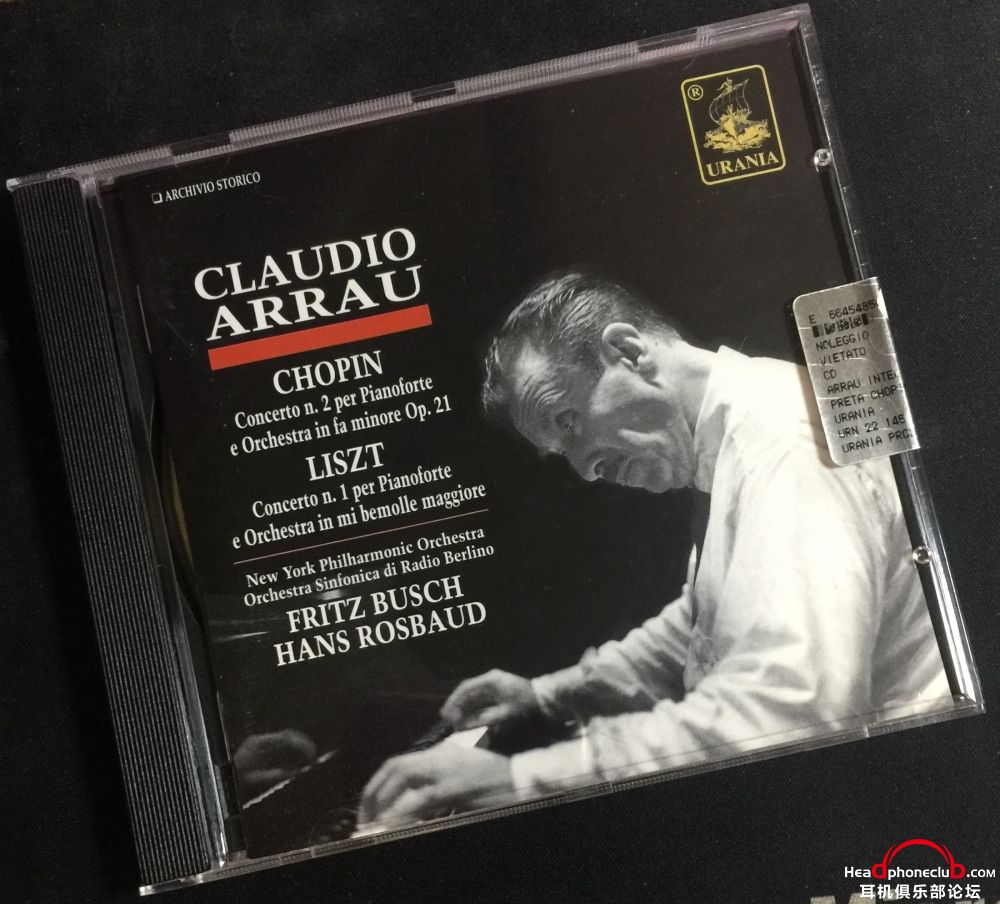 ❑ ARCHIVIO STORICO
®
URANIA
CLAUDIO
ARRAU
CHOPIN
Concerto n. 2 per Pianoforte
e Orchestra in fa minore Op. 21
LISZT
Concerto n. 1 per Pianoforte
e Orchestra in mi bemolle maggiore
New York Philharmonic Orchestra
Orchestra Sinfonica di Radio Berlino
FRITZ BUSCH
HANS ROSBAUD
E 6645485
NOLEGGIO
VIETATO
CD
ARRAU INTE
PRETA CHOP
URANIA
URN 22 145
URANIA PRO
Headphoneclub.com
耳机俱乐部论坛